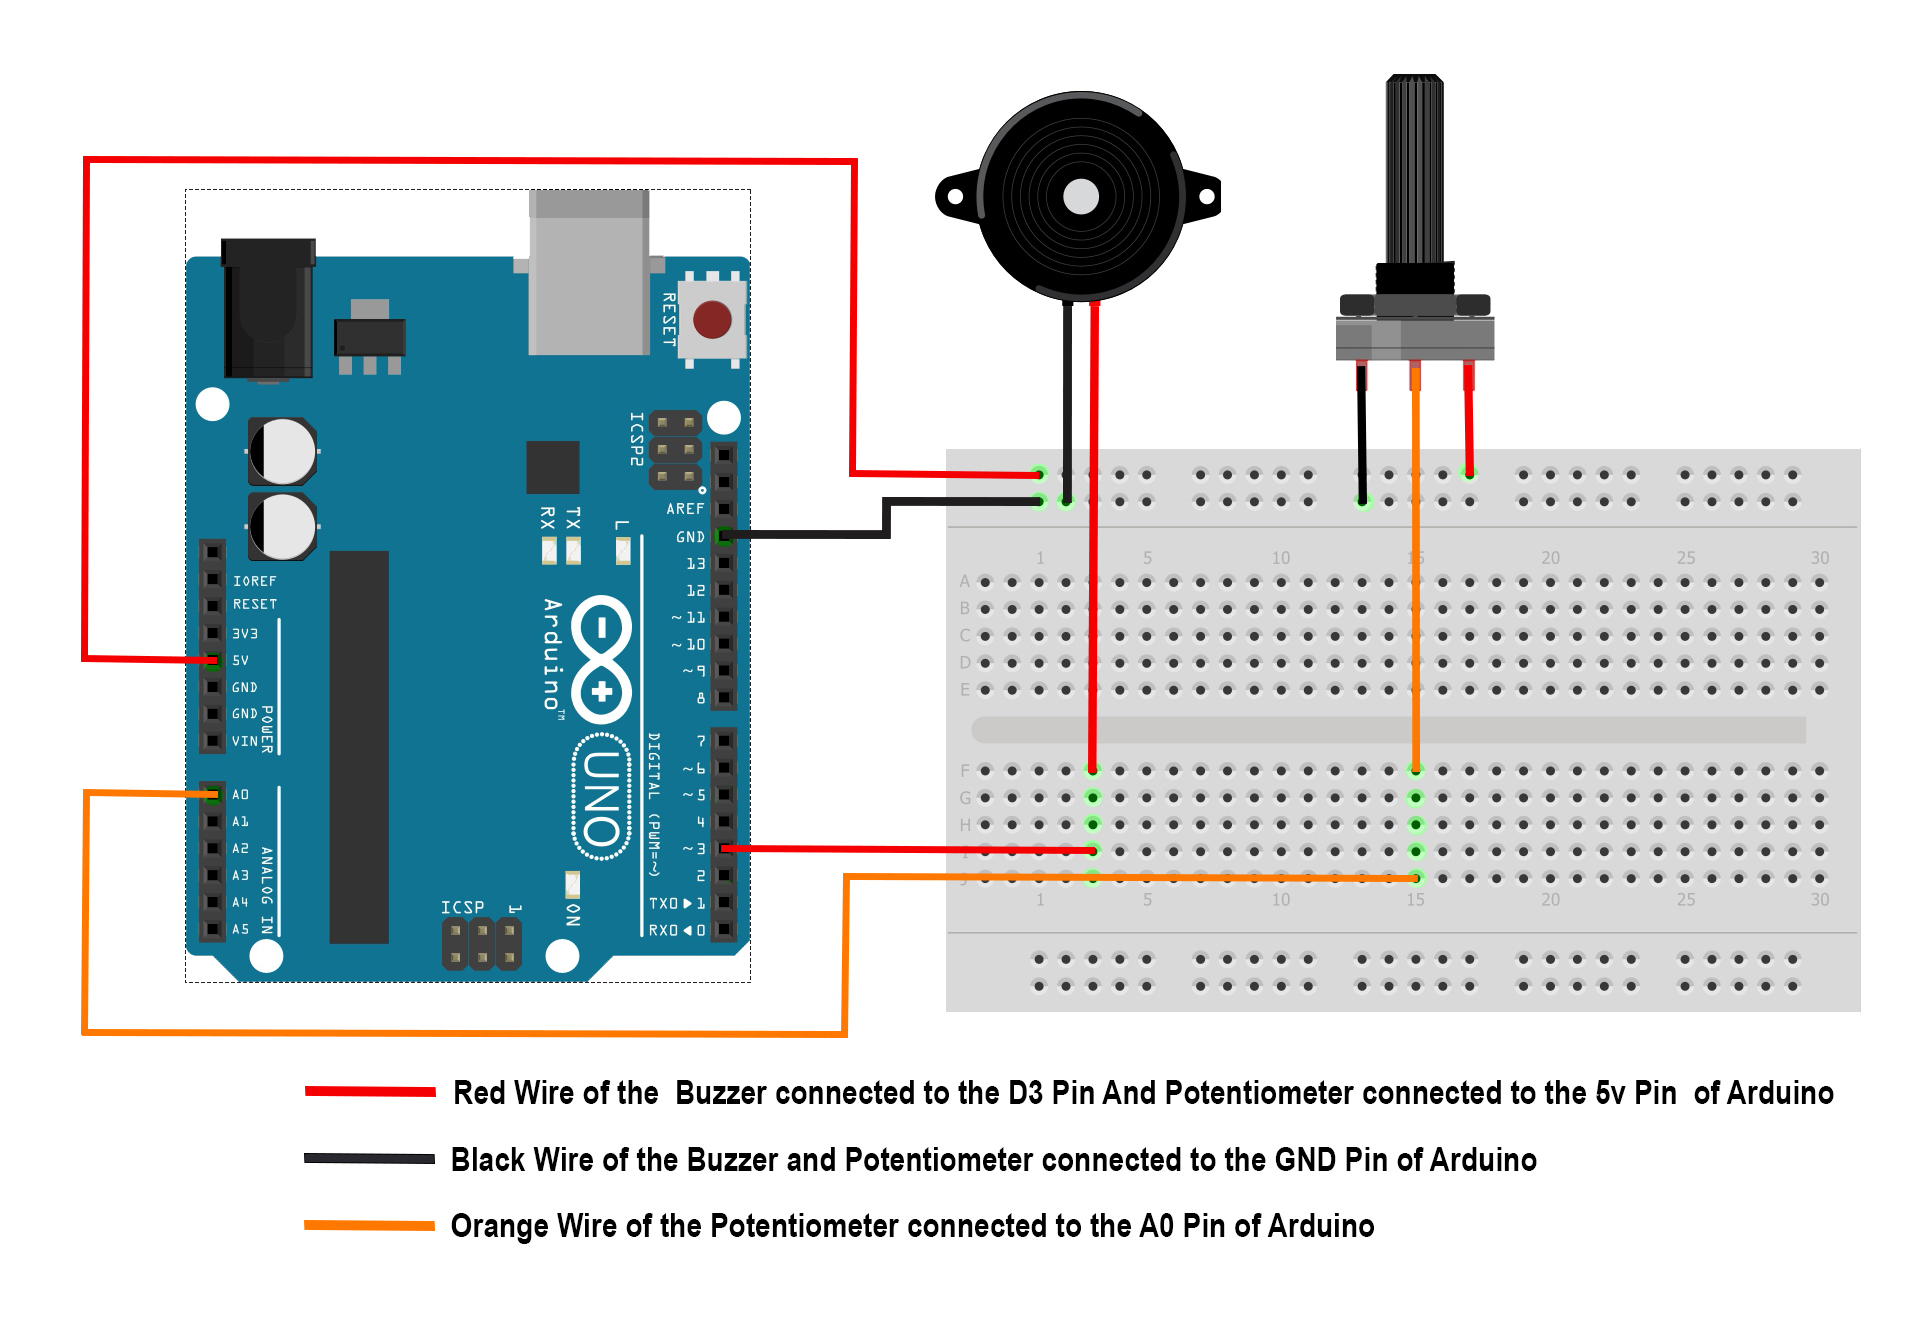 RESET
ICSP2
AREF
GND
13
12
~11
~10
~9
8
7
~6
~5
4
~3
2
TX0▶1
RX0◀0
RX
TX
L
IOREF
RESET
3V3
5V
GND
GND
VIN
POWER
A0
A1
A2
A3
A4
A5
ANALOG IN
Arduino™
UNO
DIGITAL (PWM=~)
ON
ICSP
1
1 5 10 15 20 25 30
A
B
C
D
E
F
G
H
I
J
1 5 10 15 20 25 30
Red Wire of the Buzzer connected to the D3 Pin And Potentiometer connected to the 5v Pin of Arduino
Black Wire of the Buzzer and Potentiometer connected to the GND Pin of Arduino
Orange Wire of the Potentiometer connected to the A0 Pin of Arduino